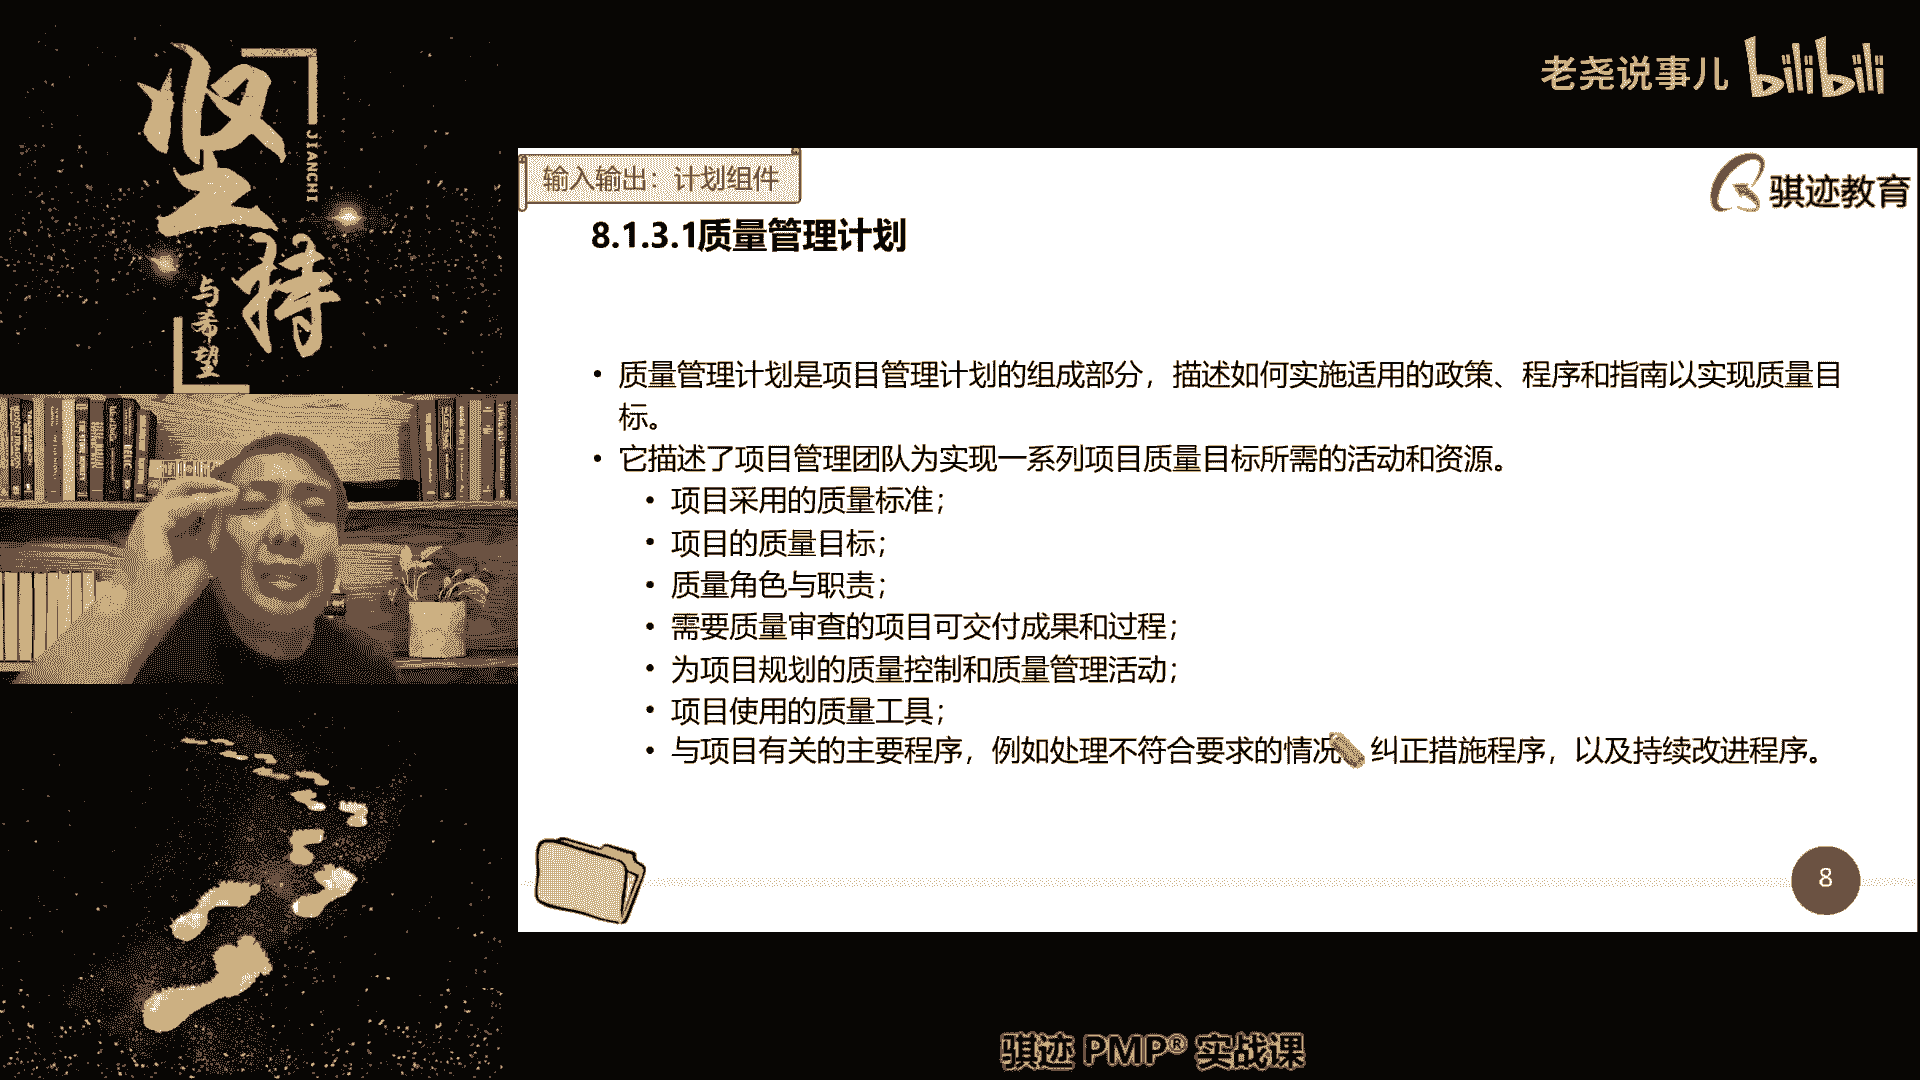 坚持
JIANCHI
与希望
老尧说事儿 bilibili
输入输出：计划组件
骐迹教育
8.1.3.1质量管理计划
• 质量管理计划是项目管理计划的组成部分，描述如何实施适用的政策、程序和指南以实现质量目
标。
• 它描述了项目管理团队为实现一系列项目质量目标所需的活动和资源。
• 项目采用的质量标准；
• 项目的质量目标；
• 质量角色与职责；
• 需要质量审查的项目可交付成果和过程；
• 为项目规划的质量控制和质量管理活动；
• 项目使用的质量工具；
• 与项目有关的主要程序，例如处理不符合要求的情况 纠正措施程序，以及持续改进程序。
8
骐迹 PMP® 实战课